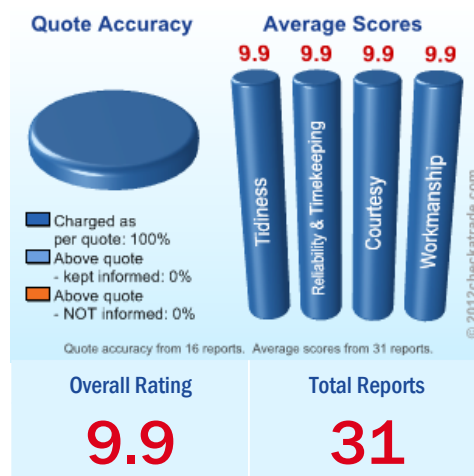 Quote Accuracy
Average Scores
9.9 9.9 9.9 9.9
Tidiness
Reliability & Timekeeping
Courtesy
Workmanship
Charged as
per quote: 100%
Above quote
- kept informed: 0%
Above quote
- NOT informed: 0%
© 2012checkatrade.com
Quote accuracy from 16 reports. Average scores from 31 reports.
Overall Rating
9.9
Total Reports
31